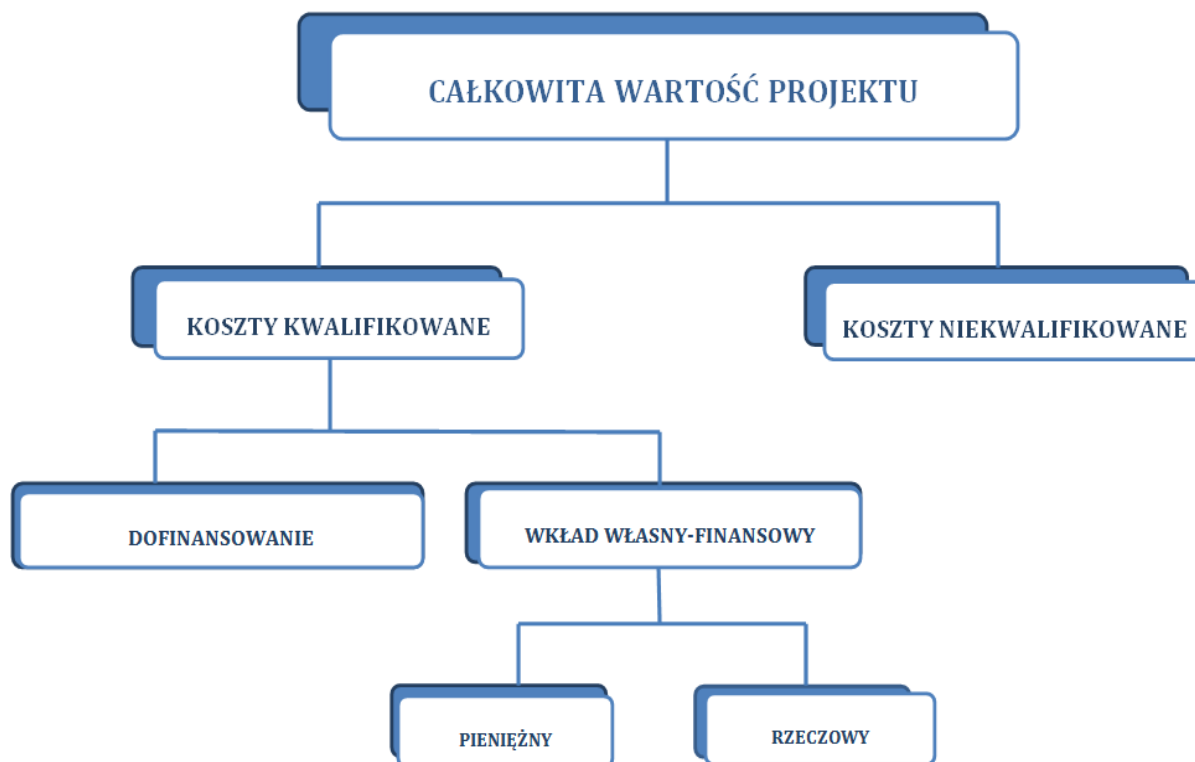 CAŁKOWITA WARTOŚĆ PROJEKTU
KOSZTY KWALIFIKOWANE
KOSZTY NIEKWALIFIKOWANE
DOFINANSOWANIE
WKŁAD WŁASNY-FINANSOWY
PIENIĘŻNY
RZECZOWY